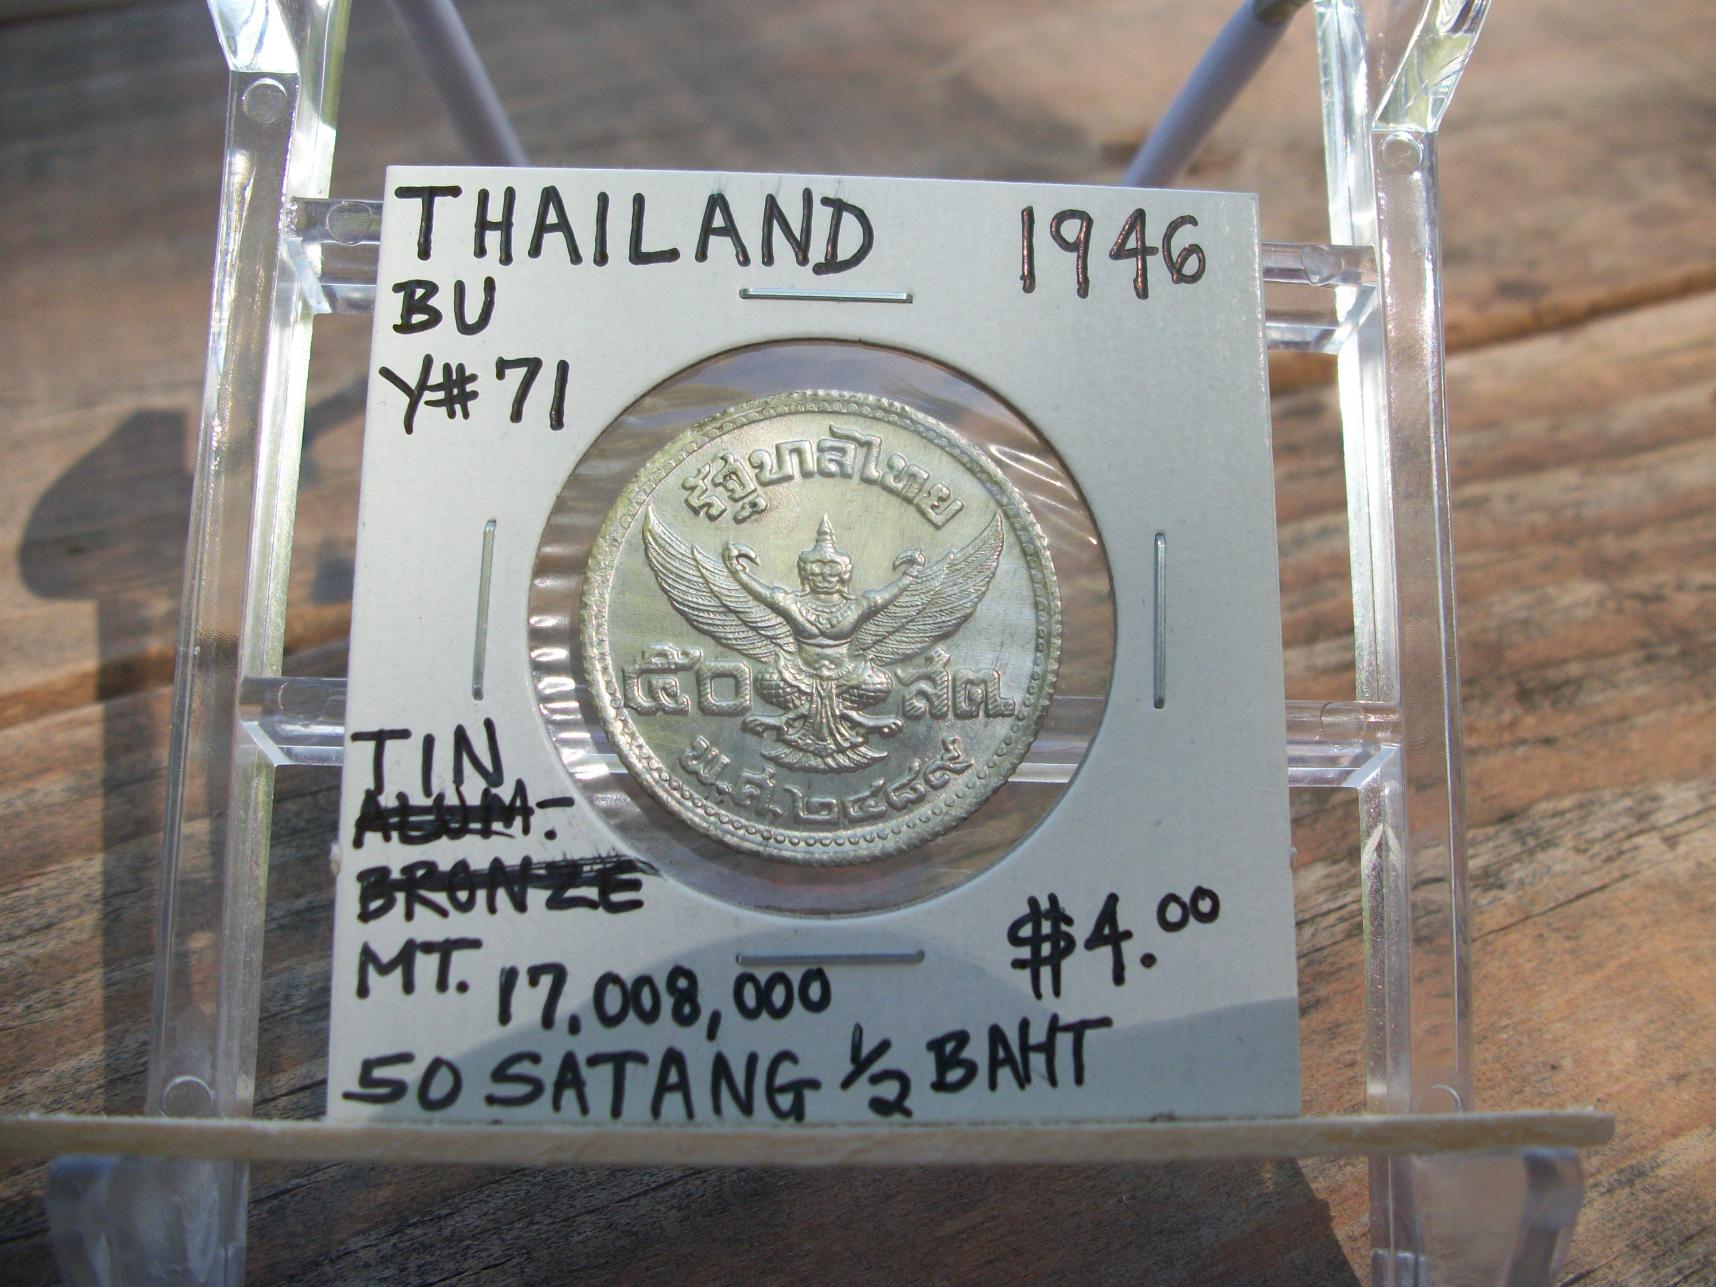 THAILAND 1946
BU
Y#71
รัฐบาลไทย
๕๐ สต
พ.ศ.๒๔๘๙
TIN
ALUM.-
BRONZE
$4.00
MT. 17,008,000
50 SATANG 1/2 BAHT